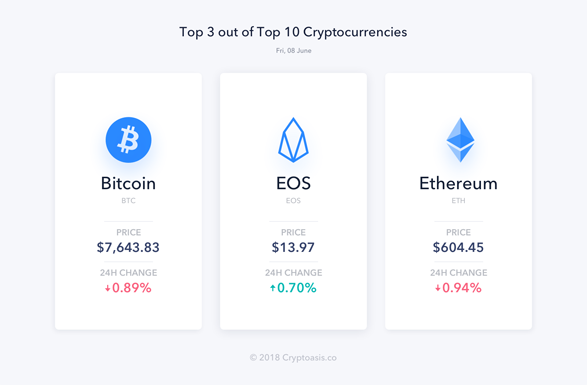 Top 3 out of Top 10 Cryptocurrencies
Fri, 08 June
Bitcoin
BTC
PRICE
$7,643.83
24H CHANGE
↓0.89%
EOS
EOS
PRICE
$13.97
24H CHANGE
↑0.70%
Ethereum
ETH
PRICE
$604.45
24H CHANGE
↓0.94%
© 2018 Cryptoasis.co